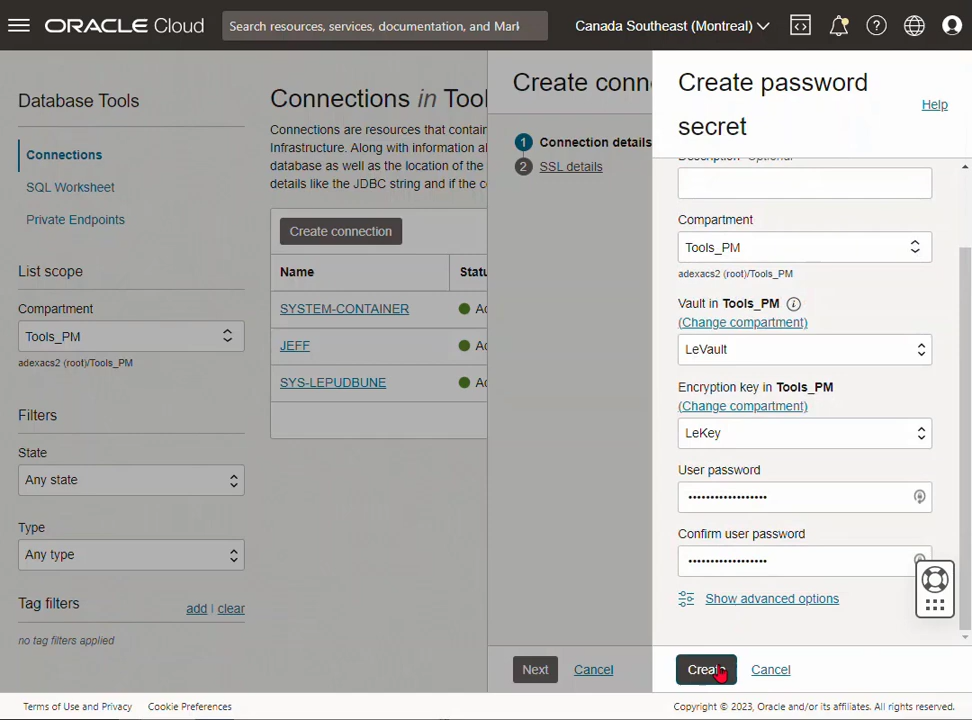 ORACLE Cloud
Search resources, services, documentation, and Mark
Canada Southeast (Montreal)
Database Tools
Connections
SQL Worksheet
Private Endpoints
List scope
Compartment
Tools_PM
adexacs2 (root)/Tools_PM
Filters
State
Any state
Type
Any type
Tag filters
add | clear
no tag filters applied
Connections in Tool
Connections are resources that contain
Infrastructure. Along with information a
database as well as the location of the
details like the JDBC string and if the c
Create connection
Name
Statu
SYSTEM-CONTAINER
Ac
JEFF
Ac
SYS-LEPUDBUNE
Ac
Create conn
1 Connection details
2 SSL details
Next
Cancel
Create password
secret
Help
Description Optional
Compartment
Tools_PM
adexacs2 (root)/Tools_PM
Vault in Tools_PM
(Change compartment)
LeVault
Encryption key in Tools_PM
(Change compartment)
LeKey
User password
••••••••••••••••••
Confirm user password
••••••••••••••••••
Show advanced options
Create
Cancel
Terms of Use and Privacy
Cookie Preferences
Copyright © 2023, Oracle and/or its affiliates. All rights reserved.